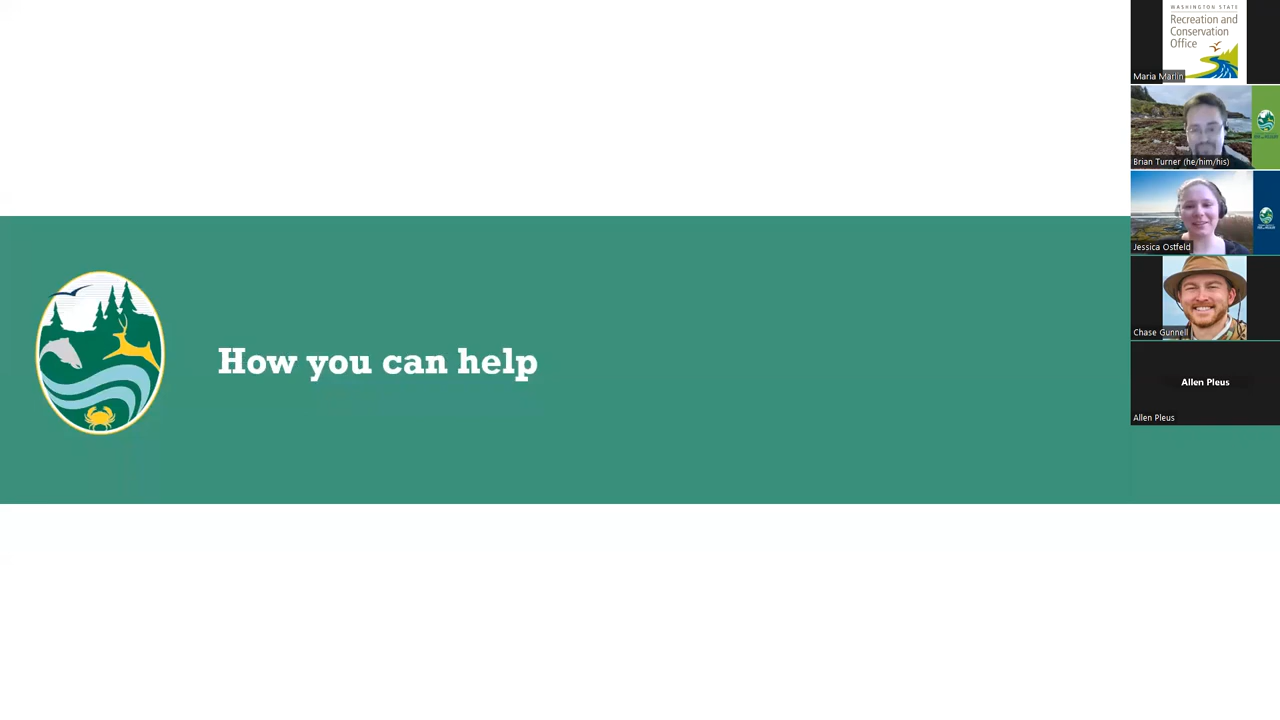 WASHINGTON STATE
Recreation and
Conservation
Office
Maria Marlin
Brian Turner (he/him/his)
Jessica Ostfeld
How you can help
Chase Gunnell
Allen Pleus
Allen Pleus